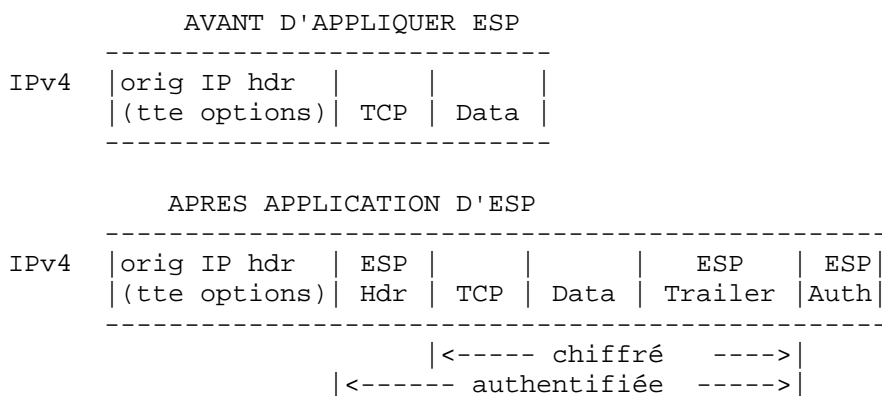 AVANT D'APPLIQUER ESP
----------------------------
IPv4 |orig IP hdr | | |
|(tte options)| TCP | Data |
----------------------------
APRES APPLICATION D'ESP
-------------------------------------------------
IPv4 |orig IP hdr | ESP | | | ESP | ESP|
|(tte options)| Hdr | TCP | Data | Trailer |Auth|
-------------------------------------------------
|<----- chiffré ---->|
|<------ authentifiée ----->|